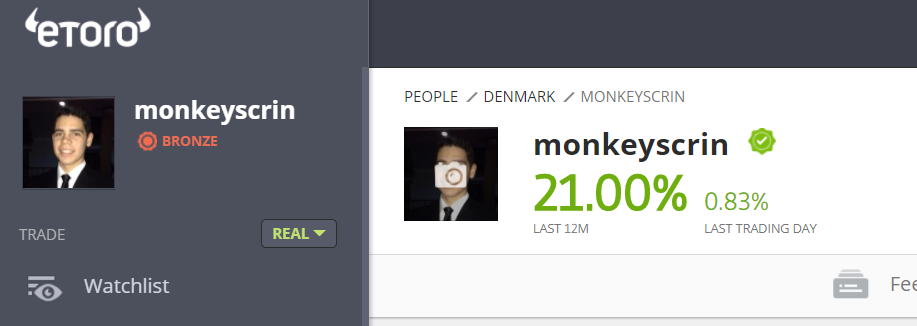 eToro
monkeyscrin
BRONZE
TRADE
REAL
Watchlist
PEOPLE / DENMARK / MONKEYSCRIN
monkeyscrin
21.00% 0.83%
LAST 12M LAST TRADING DAY
Fee